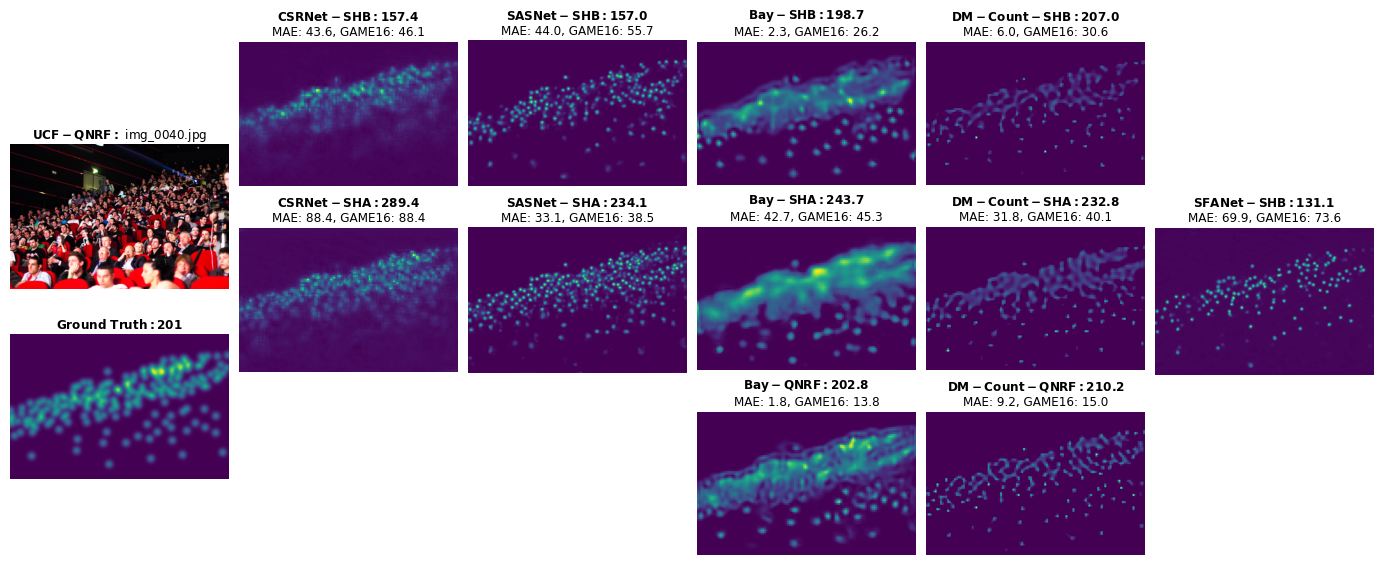 CSRNet−SHB: 157.4
MAE: 43.6, GAME16: 46.1
SASNet−SHB: 157.0
MAE: 44.0, GAME16: 55.7
Bay−SHB: 198.7
MAE: 2.3, GAME16: 26.2
DM−Count−SHB: 207.0
MAE: 6.0, GAME16: 30.6
UCF−QNRF: img_0040.jpg
CSRNet−SHA: 289.4
MAE: 88.4, GAME16: 88.4
SASNet−SHA: 234.1
MAE: 33.1, GAME16: 38.5
Bay−SHA: 243.7
MAE: 42.7, GAME16: 45.3
DM−Count−SHA: 232.8
MAE: 31.8, GAME16: 40.1
SFANet−SHB: 131.1
MAE: 69.9, GAME16: 73.6
Ground Truth: 201
Bay−QNRF: 202.8
MAE: 1.8, GAME16: 13.8
DM−Count−QNRF: 210.2
MAE: 9.2, GAME16: 15.0